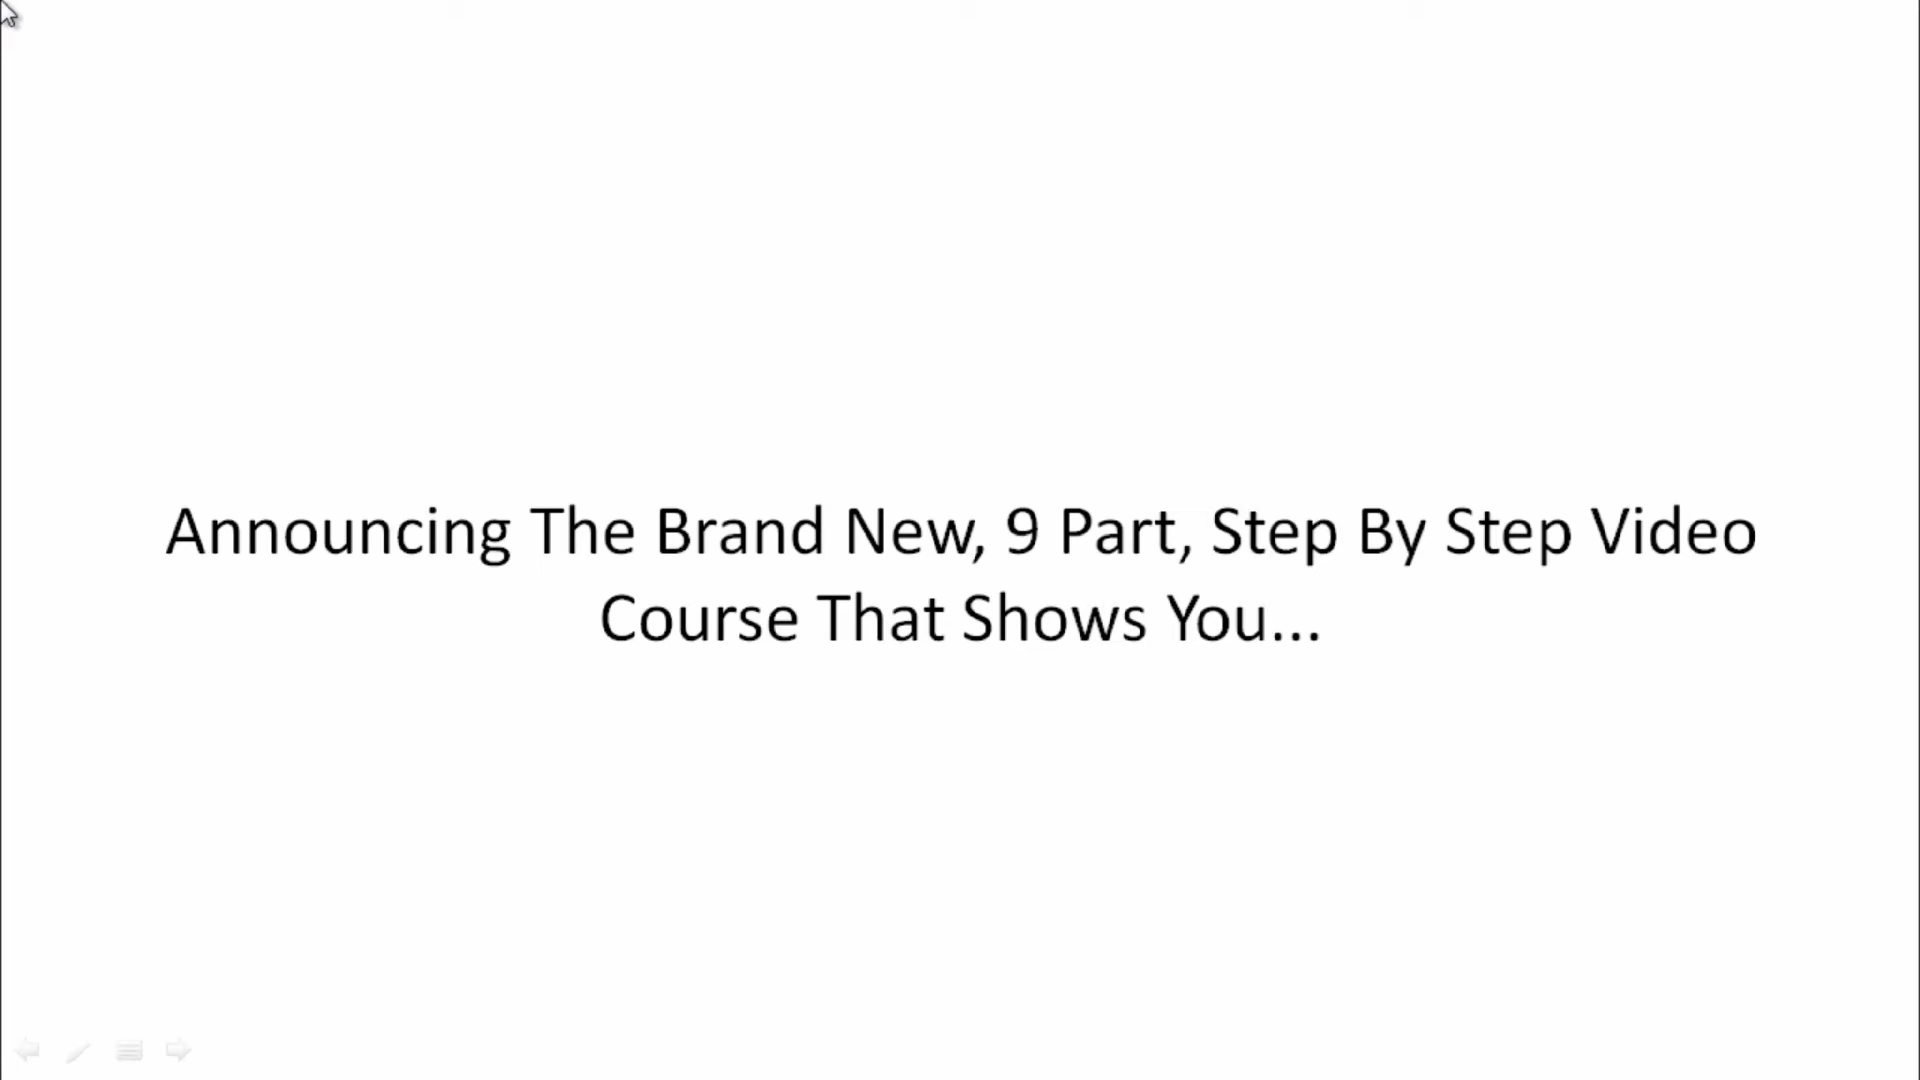 Announcing The Brand New, 9 Part, Step By Step Video
Course That Shows You...